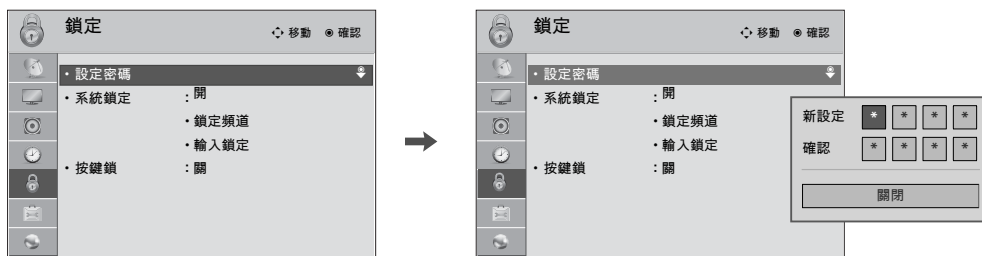 鎖定
移動 ◉ 確認
・設定密碼
・系統鎖定 : 開
・鎖定頻道
・輸入鎖定
・按鍵鎖 : 關
鎖定
移動 ◉ 確認
・設定密碼
・系統鎖定 : 開
・鎖定頻道
・輸入鎖定
・按鍵鎖 : 關
新設定 * * * *
確認 * * * *
關閉